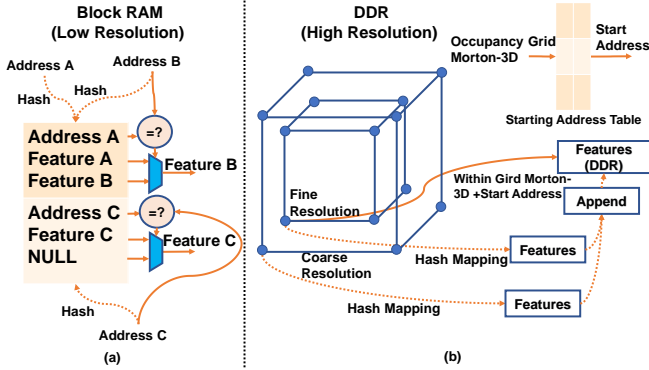 Block RAM
(Low Resolution)
Address A
Address B
Hash
Hash
=?
Address A
Feature A
Feature B
Feature B
Address C
Feature C
NULL
=?
Feature C
Hash
Address C
(a)
DDR
(High Resolution)
Occupancy Grid
Morton-3D
Start
Address
Starting Address Table
Features
(DDR)
Within Gird Morton-
3D +Start Address
Append
Fine
Resolution
Coarse
Resolution
Hash Mapping
Features
Hash Mapping
Features
(b)